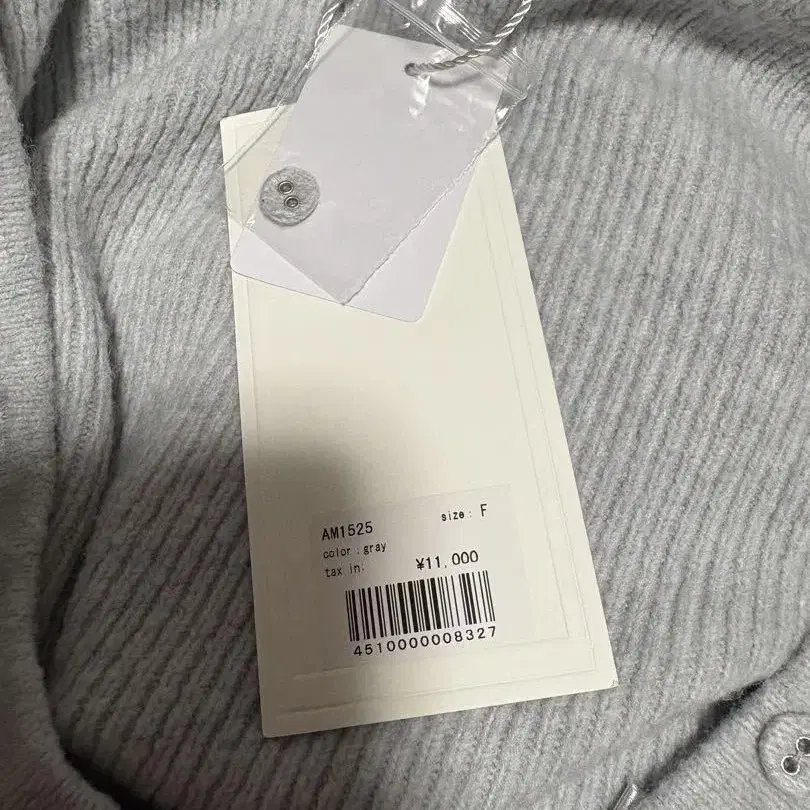 AM1525 size: F
color : gray
tax in: ¥11,000
4510000008327